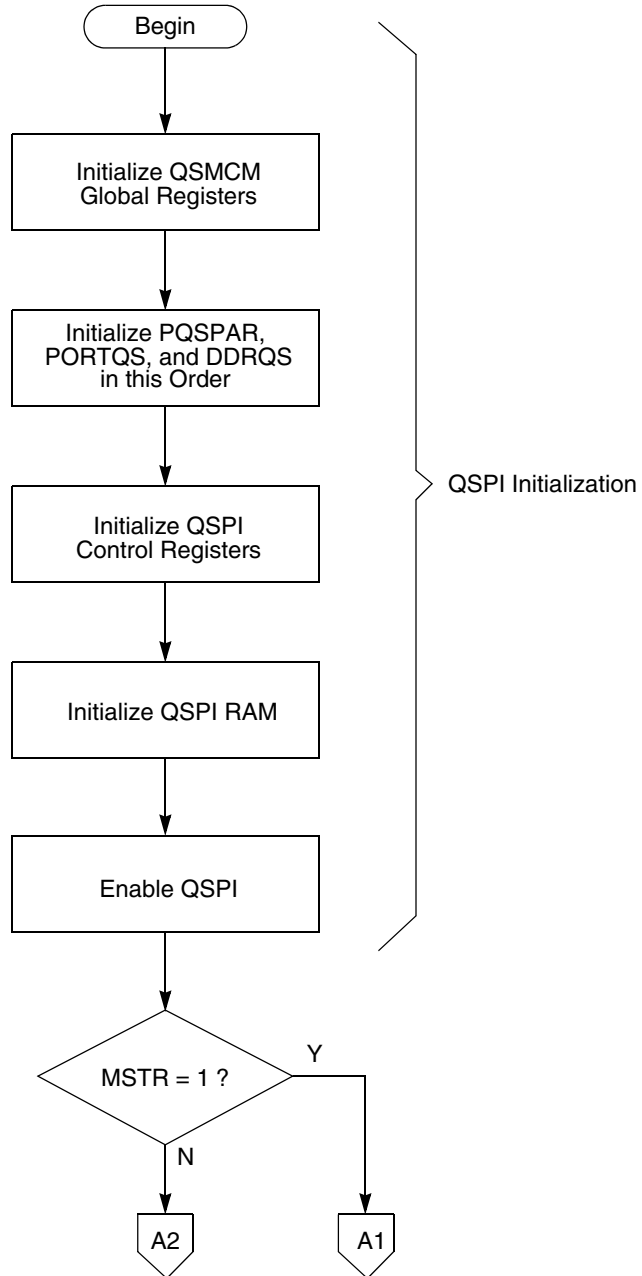 Begin
Initialize QSMCM
Global Registers
Initialize PQSPAR,
PORTQS, and DDRQS
in this Order
QSPI Initialization
Initialize QSPI
Control Registers
Initialize QSPI RAM
Enable QSPI
MSTR = 1 ?
Y
N
A2
A1